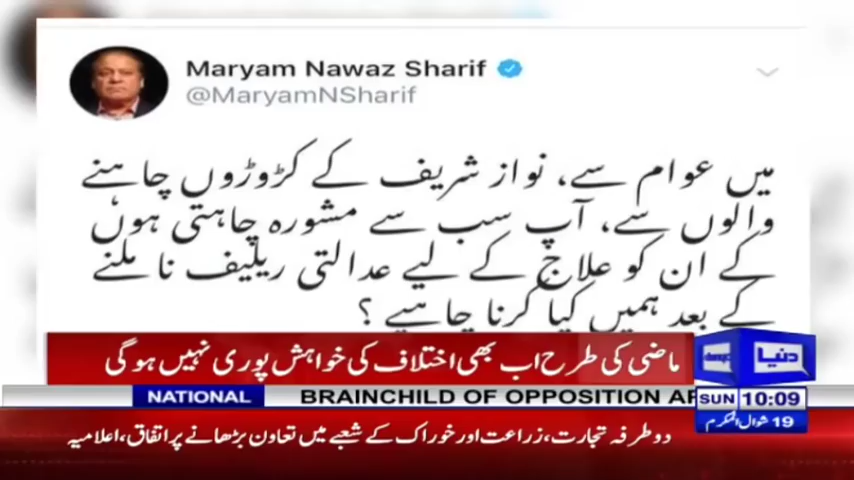 Maryam Nawaz Sharif
@MaryamNSharif
میں عوام سے، نواز شریف کے کڑوڑوں چاہنے
والوں سے، آپ سب سے مشورہ چاہتی ہوں
کے ان کو علاج کے لیے عدالتی ریلیف نا ملنے
کے بعد ہمیں کیا کرنا چاہیے ؟
ماضی کی طرح اب بھی اختلاف کی خواہش پوری نہیں ہوگی
دنیا
NATIONAL
BRAINCHILD OF OPPOSITION
SUN 10:09
19 شوال المکرم
دو طرفہ تجارت، زراعت اور خوراک کے شعبے میں تعاون بڑھانے پر اتفاق، اعلامیہ